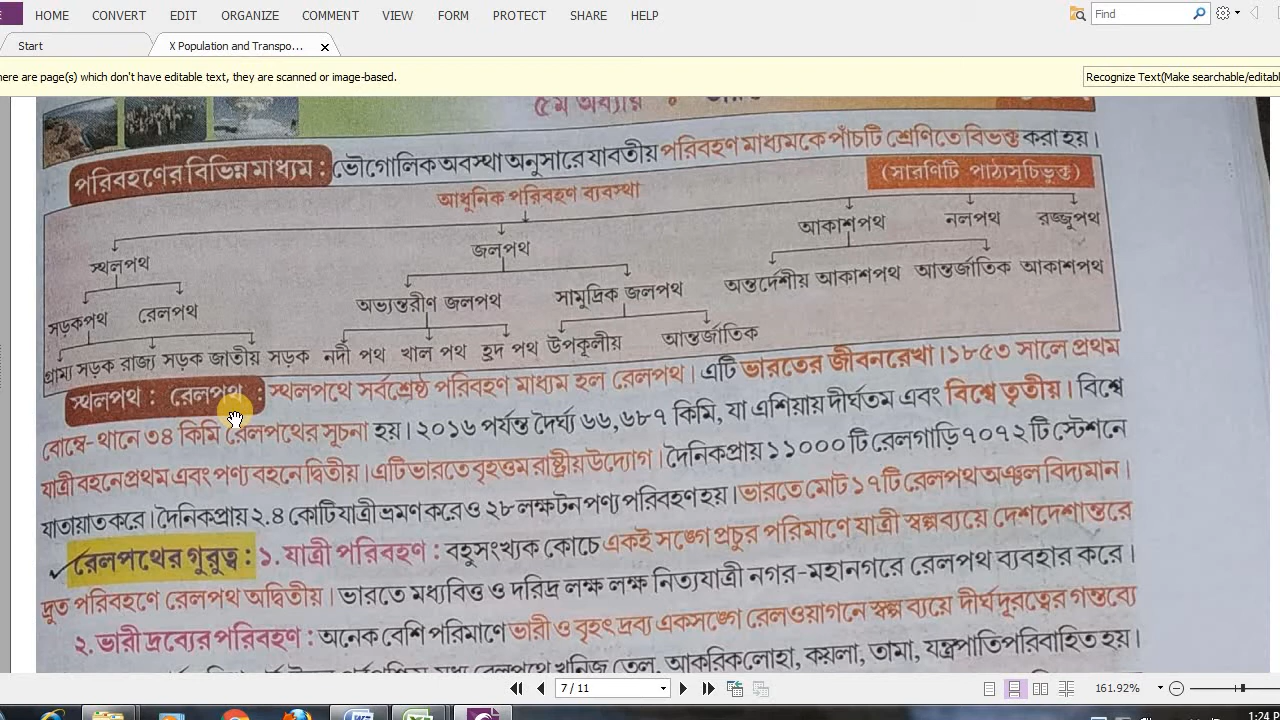 HOME CONVERT EDIT ORGANIZE COMMENT VIEW FORM PROTECT SHARE HELP Find
Start X Population and Transpo... x
here are page(s) which don't have editable text, they are scanned or image-based. Recognize Text(Make searchable/editabl
৫ম অধ্যায়
পরিবহণের বিভিন্ন মাধ্যম : ভৌগোলিক অবস্থা অনুসারে যাবতীয় পরিবহণ মাধ্যমকে পাঁচটি শ্রেণিতে বিভক্ত করা হয়।
(সারণিটি পাঠ্যসূচিভুক্ত)
আধুনিক পরিবহণ ব্যবস্থা
স্থলপথ জলপথ আকাশপথ নলপথ রজ্জুপথ
সড়কপথ রেলপথ অভ্যন্তরীণ জলপথ সামুদ্রিক জলপথ অন্তর্দেশীয় আকাশপথ আন্তর্জাতিক আকাশপথ
গ্রাম্য সড়ক রাজ্য সড়ক জাতীয় সড়ক নদী পথ খাল পথ হ্রদ পথ উপকূলীয় আন্তর্জাতিক
স্থলপথ : রেলপথ : স্থলপথে সর্বশ্রেষ্ঠ পরিবহণ মাধ্যম হল রেলপথ। এটি ভারতের জীবনরেখা। ১৮৫৩ সালে প্রথম
বোম্বে-থানে ৩৪ কিমি রেলপথের সূচনা হয়। ২০১৬ পর্যন্ত দৈর্ঘ্য ৬৬,৬৮৭ কিমি, যা এশিয়ায় দীর্ঘতম এবং বিশ্বে তৃতীয়। বিশ্বে
যাত্রী বহনে প্রথম এবং পণ্য বহনে দ্বিতীয়। এটি ভারতে বৃহত্তম রাষ্ট্রীয় উদ্যোগ। দৈনিক প্রায় ১১০০০ টি রেলগাড়ি ৭০৭২ টি স্টেশনে
যাতায়াত করে। দৈনিক প্রায় ২.৪ কোটি যাত্রী ভ্রমণ করে ও ২৮ লক্ষ টন পণ্য পরিবহণ হয়। ভারতে মোট ১৭টি রেলপথ অঞ্চল বিদ্যমান।
রেলপথের গুরুত্ব : ১. যাত্রী পরিবহণ : বহুসংখ্যক কোচে একই সঙ্গে প্রচুর পরিমাণে যাত্রী স্বল্পব্যয়ে দেশদেশান্তরে
দ্রুত পরিবহণে রেলপথ অদ্বিতীয়। ভারতে মধ্যবিত্ত ও দরিদ্র লক্ষ লক্ষ নিত্যযাত্রী নগর-মহানগরে রেলপথ ব্যবহার করে।
২. ভারী দ্রব্যের পরিবহণ : অনেক বেশি পরিমাণে ভারী ও বৃহৎ দ্রব্য একসঙ্গে রেলওয়াগনে স্বল্প ব্যয়ে দীর্ঘদূরত্বের গন্তব্যে
রেলপথে খনিজ তেল, আকরিক লোহা, কয়লা, তামা, যন্ত্রপাতি পরিবাহিত হয়।
7 / 11 161.92%
1:24 P